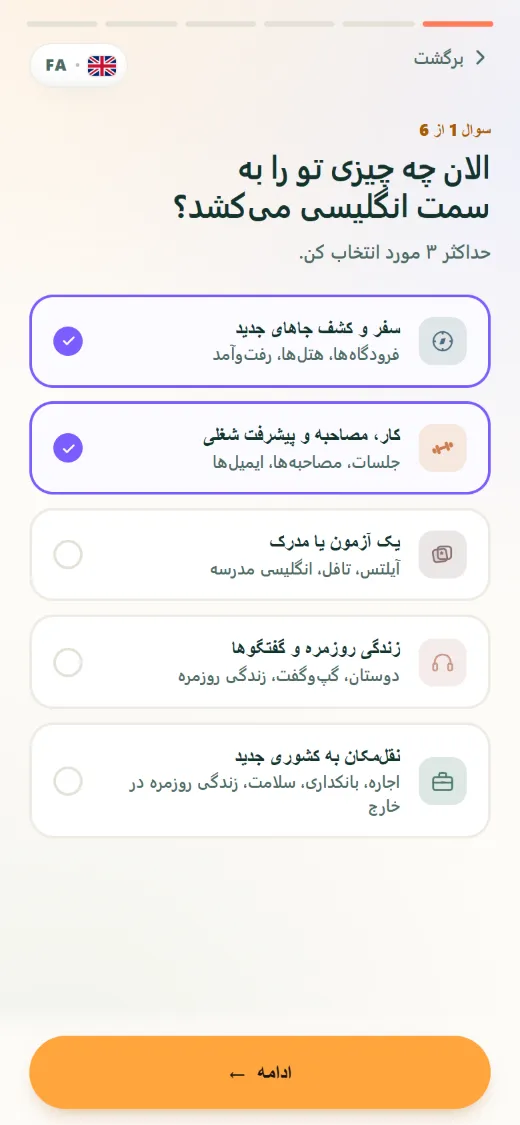 برگشت
FA
سوال 1 از 6
الان چه چیزی تو را به
سمت انگلیسی می‌کشد؟
حداکثر ۳ مورد انتخاب کن.
سفر و کشف جاهای جدید
فرودگاه‌ها، هتل‌ها، رفت‌وآمد
کار، مصاحبه و پیشرفت شغلی
جلسات، مصاحبه‌ها، ایمیل‌ها
یک آزمون یا مدرک
آیلتس، تافل، انگلیسی مدرسه
زندگی روزمره و گفتگوها
دوستان، گپ‌وگفت، زندگی روزمره
نقل‌مکان به کشوری جدید
اجاره، بانکداری، سلامت، زندگی روزمره در
خارج
ادامه ←